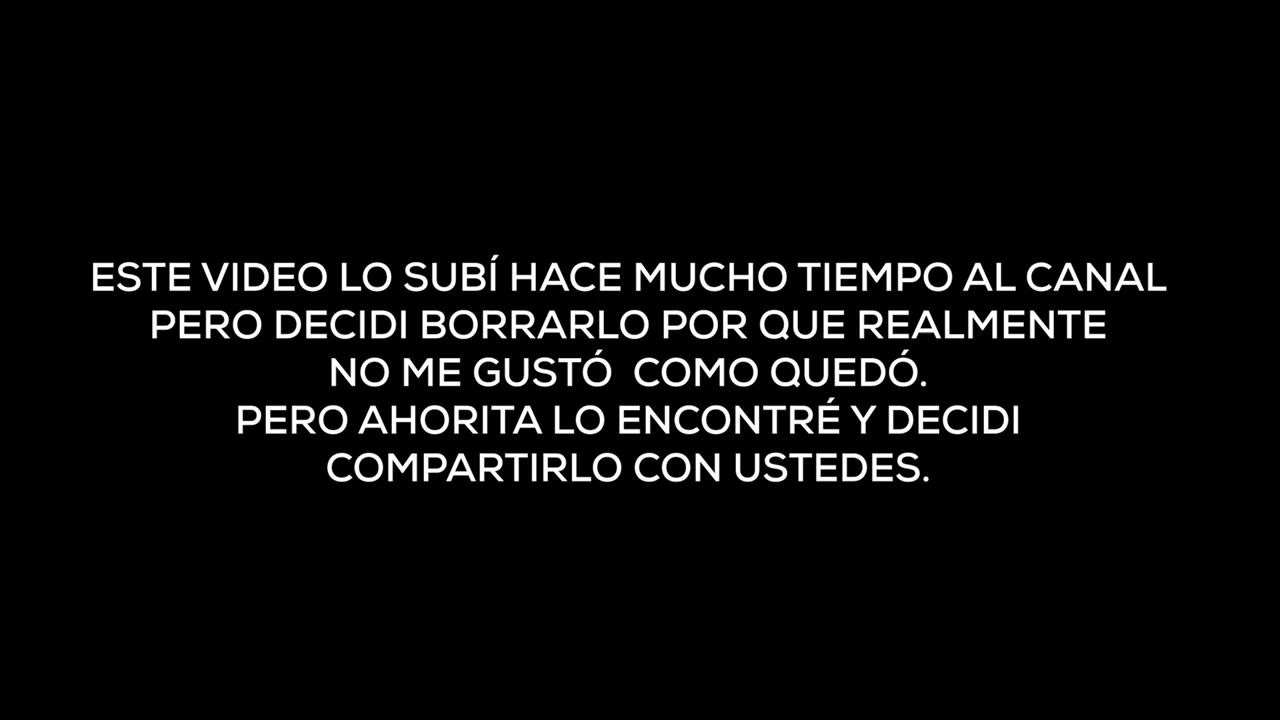 ESTE VIDEO LO SUBÍ HACE MUCHO TIEMPO AL CANAL
PERO DECIDI BORRARLO POR QUE REALMENTE
NO ME GUSTÓ  COMO QUEDÓ.
PERO AHORITA LO ENCONTRÉ Y DECIDI
COMPARTIRLO CON USTEDES.